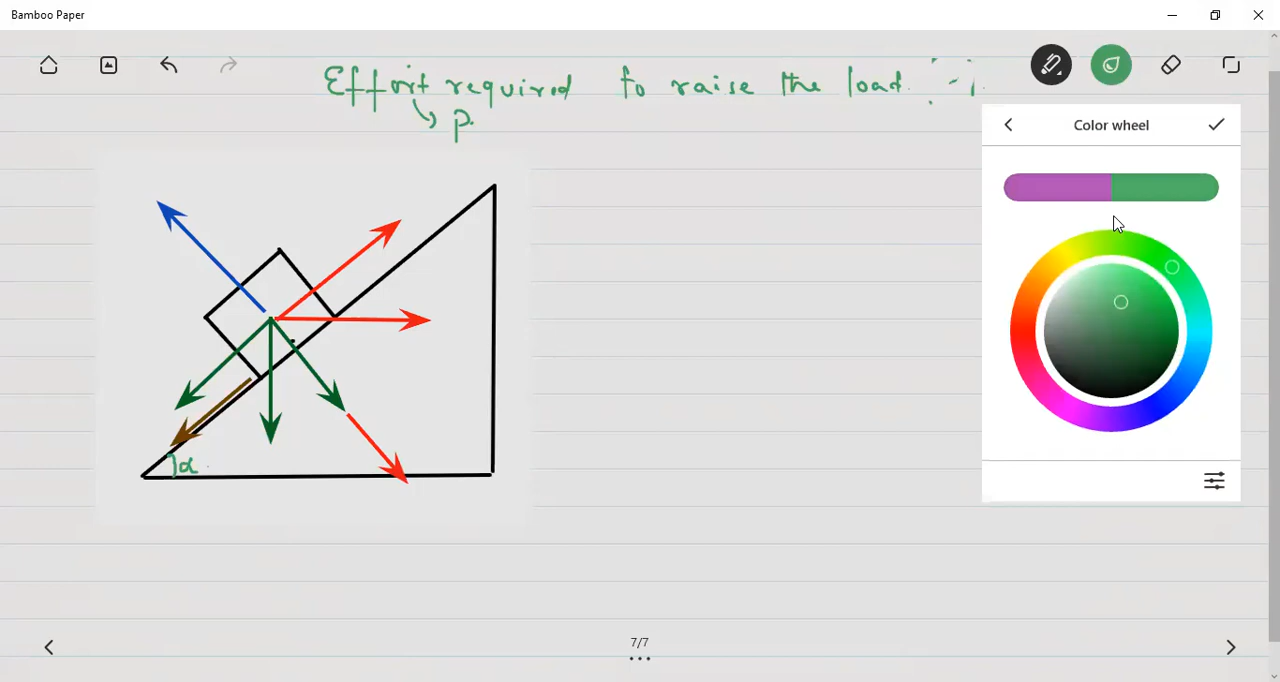 Bamboo Paper
Effort required to raise the load :-
P
Color wheel
α
7/7